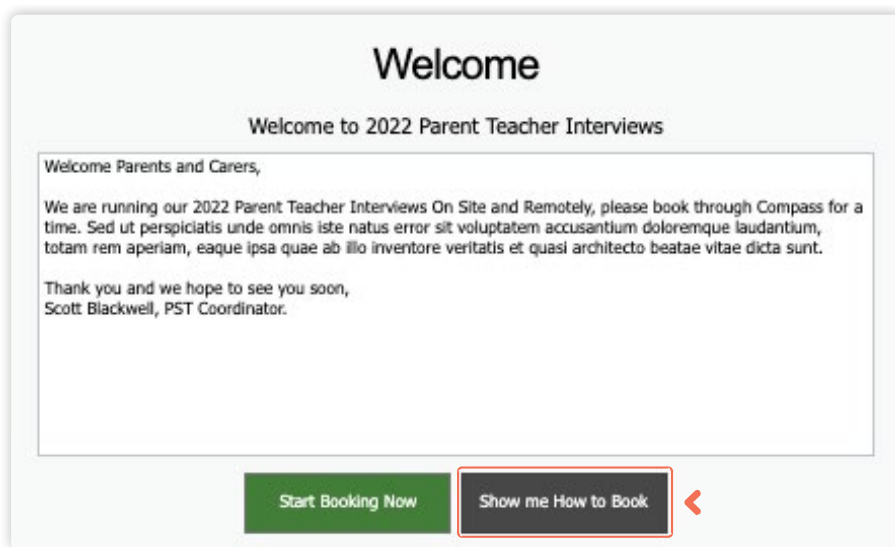 Welcome
Welcome to 2022 Parent Teacher Interviews
Welcome Parents and Carers,
We are running our 2022 Parent Teacher Interviews On Site and Remotely, please book through Compass for a
time. Sed ut perspiciatis unde omnis iste natus error sit voluptatem accusantium doloremque laudantium,
totam rem aperiam, eaque ipsa quae ab illo inventore veritatis et quasi architecto beatae vitae dicta sunt.
Thank you and we hope to see you soon,
Scott Blackwell, PST Coordinator.
Start Booking Now
Show me How to Book